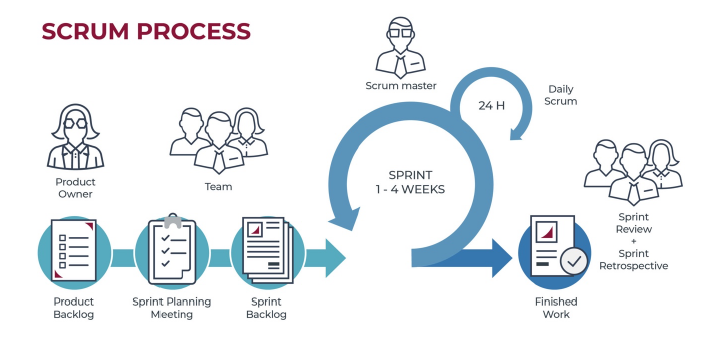 SCRUM PROCESS
Scrum master
24 H
Daily
Scrum
Product
Owner
Team
SPRINT
1 - 4 WEEKS
Sprint
Review
+
Sprint
Retrospective
Product
Backlog
Sprint Planning
Meeting
Sprint
Backlog
Finished
Work